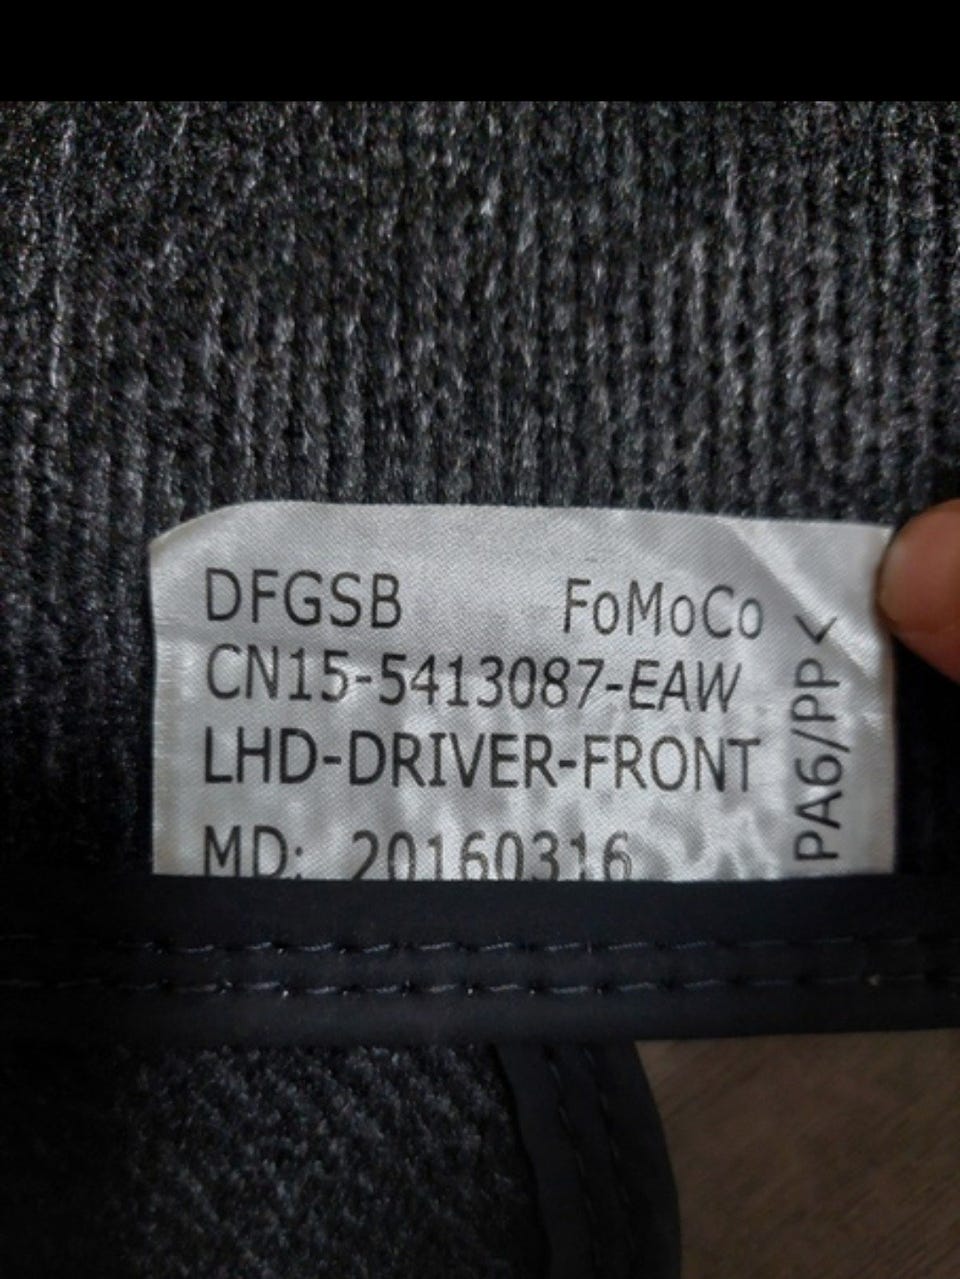 DFGSB FoMoCo
CN15-5413087-EAW
LHD-DRIVER-FRONT
MD: 20160316
PA6/PP<